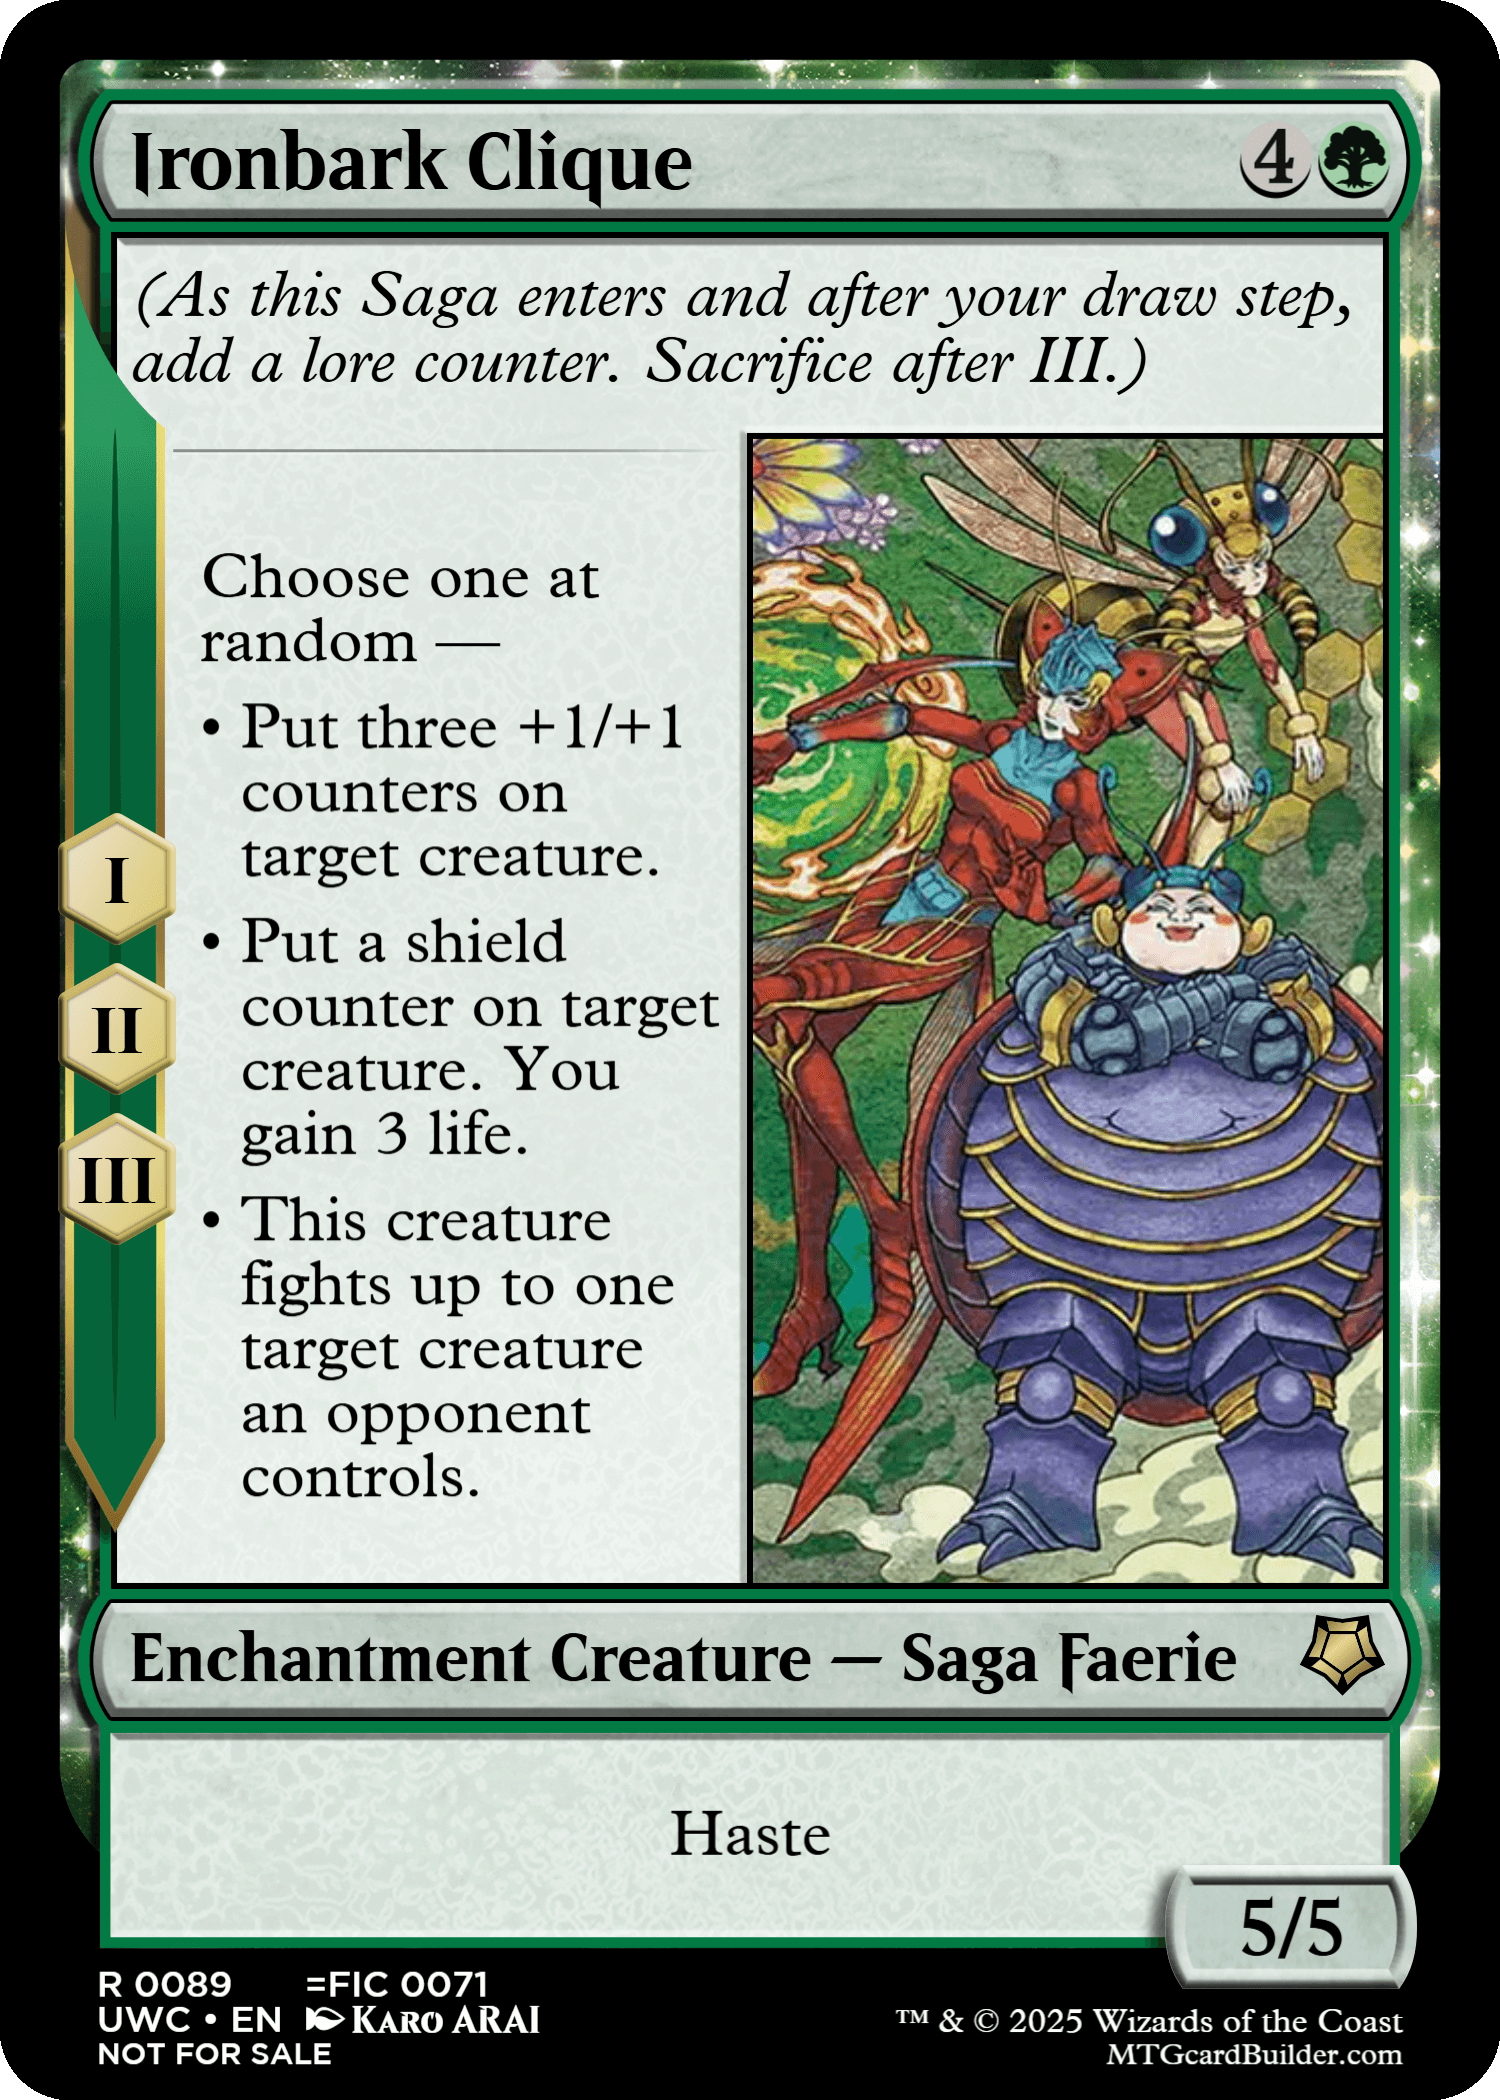 Ironbark Clique 4
(As this Saga enters and after your draw step,
add a lore counter. Sacrifice after III.)
Choose one at
random —
• Put three +1/+1
counters on
target creature.
• Put a shield
counter on target
creature. You
gain 3 life.
• This creature
fights up to one
target creature
an opponent
controls.
I
II
III
Enchantment Creature — Saga Faerie
Haste
5/5
R 0089 =FIC 0071
UWC • EN Karo ARAI
NOT FOR SALE
™ & © 2025 Wizards of the Coast
MTGcardBuilder.com